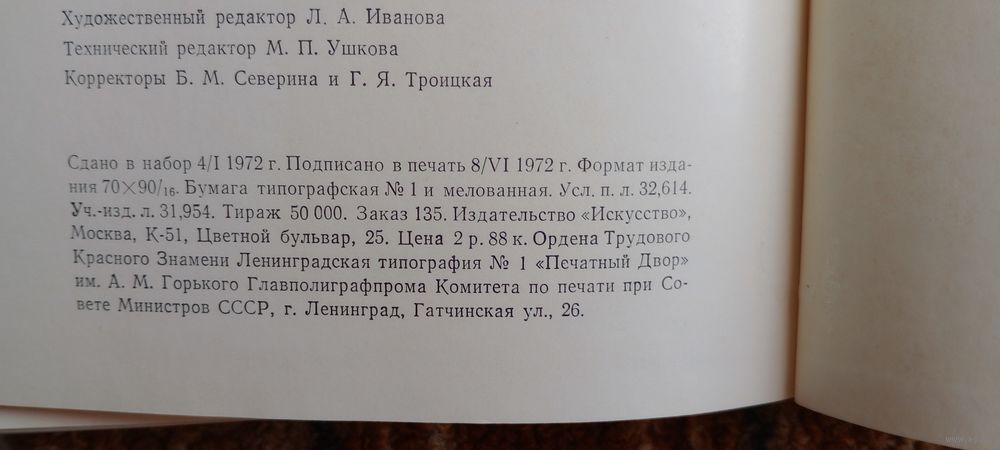 Художественный редактор Л. А. Иванова
Технический редактор М. П. Ушкова
Корректоры Б. М. Северина и Г. Я. Троицкая
Сдано в набор 4/I 1972 г. Подписано в печать 8/VI 1972 г. Формат изда-
ния 70×90/16. Бумага типографская № 1 и мелованная. Усл. п. л. 32,614.
Уч.-изд. л. 31,954. Тираж 50 000. Заказ 135. Издательство «Искусство»,
Москва, К-51, Цветной бульвар, 25. Цена 2 р. 88 к. Ордена Трудового
Красного Знамени Ленинградская типография № 1 «Печатный Двор»
им. А. М. Горького Главполиграфпрома Комитета по печати при Со-
вете Министров СССР, г. Ленинград, Гатчинская ул., 26.